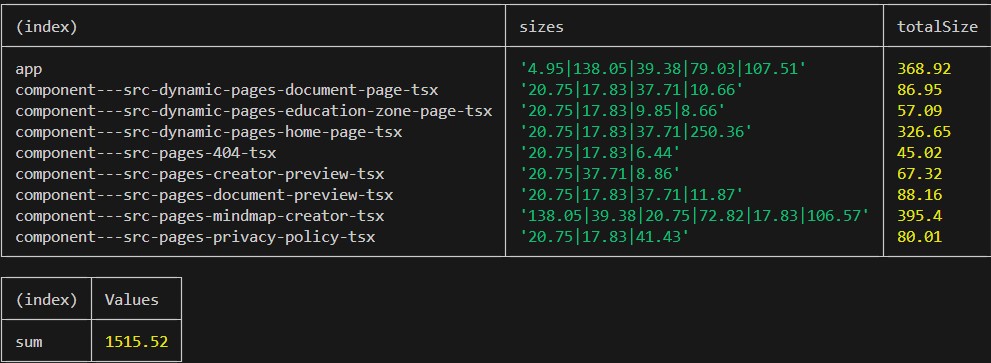 (index) sizes totalSize
app '4.95|138.05|39.38|79.03|107.51' 368.92
component---src-dynamic-pages-document-page-tsx '20.75|17.83|37.71|10.66' 86.95
component---src-dynamic-pages-education-zone-page-tsx '20.75|17.83|9.85|8.66' 57.09
component---src-dynamic-pages-home-page-tsx '20.75|17.83|37.71|250.36' 326.65
component---src-pages-404-tsx '20.75|17.83|6.44' 45.02
component---src-pages-creator-preview-tsx '20.75|37.71|8.86' 67.32
component---src-pages-document-preview-tsx '20.75|17.83|37.71|11.87' 88.16
component---src-pages-mindmap-creator-tsx '138.05|39.38|20.75|72.82|17.83|106.57' 395.4
component---src-pages-privacy-policy-tsx '20.75|17.83|41.43' 80.01
(index) Values
sum 1515.52